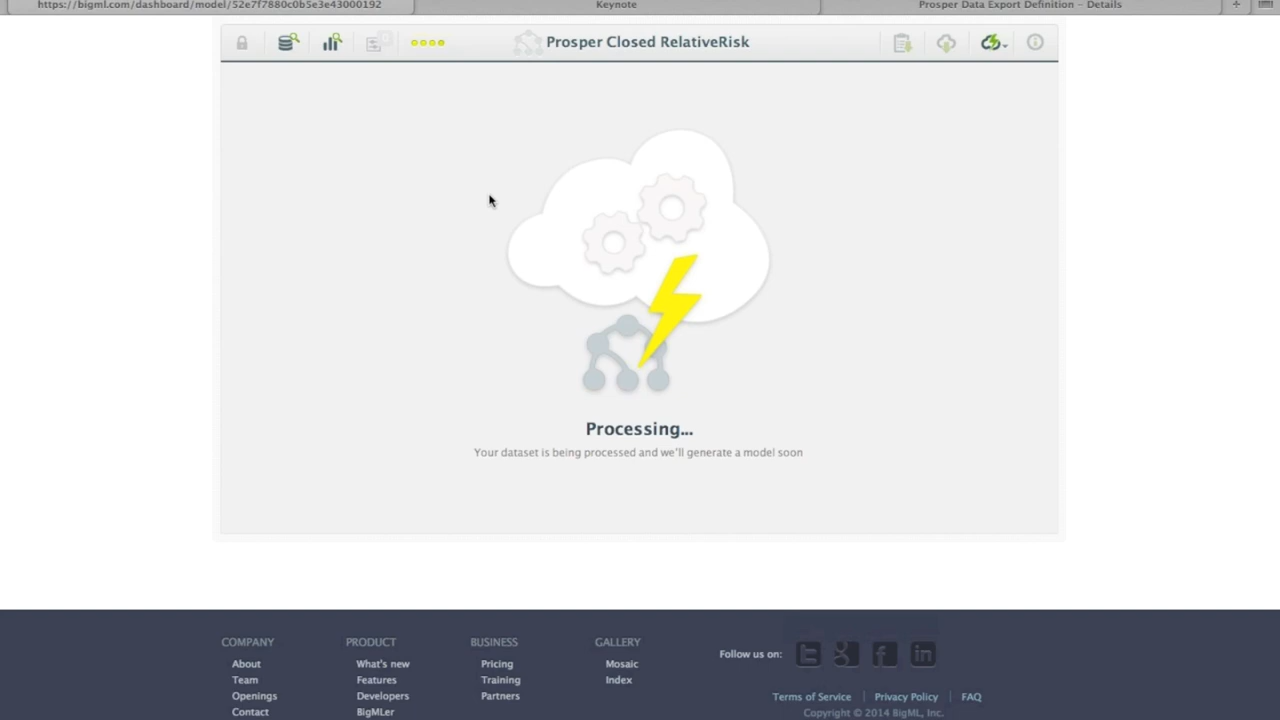 https://bigml.com/dashboard/model/52e7f7880c0b5e3e43000192
Keynote
Prosper Data Export Definition – Details
Prosper Closed RelativeRisk
Processing...
Your dataset is being processed and we'll generate a model soon
COMPANY
About
Team
Openings
Contact
PRODUCT
What's new
Features
Developers
BigMLer
BUSINESS
Pricing
Training
Partners
GALLERY
Mosaic
Index
Follow us on:
Terms of Service | Privacy Policy | FAQ
Copyright © 2014 BigML, Inc.